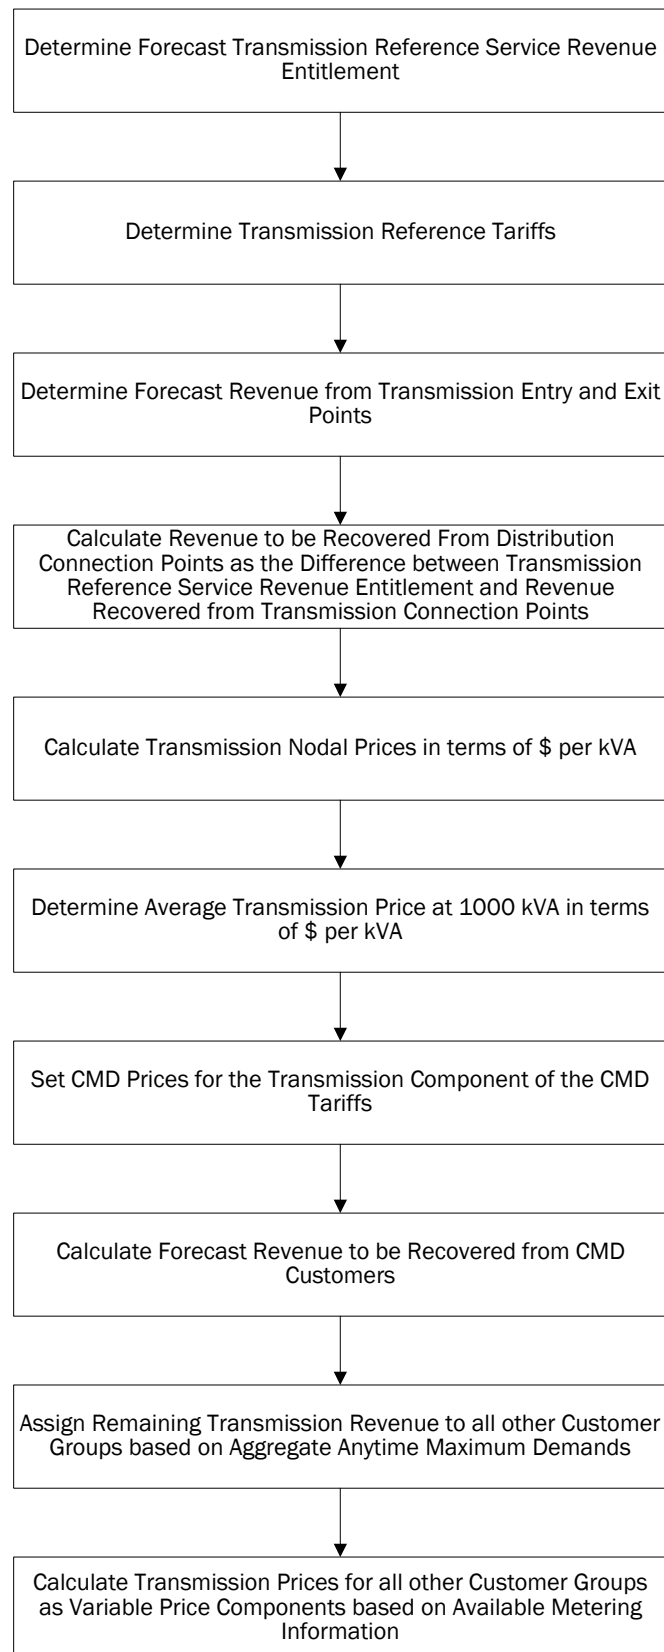 Determine Forecast Transmission Reference Service Revenue
Entitlement
Determine Transmission Reference Tariffs
Determine Forecast Revenue from Transmission Entry and Exit
Points
Calculate Revenue to be Recovered From Distribution
Connection Points as the Difference between Transmission
Reference Service Revenue Entitlement and Revenue
Recovered from Transmission Connection Points
Calculate Transmission Nodal Prices in terms of $ per kVA
Determine Average Transmission Price at 1000 kVA in terms
of $ per kVA
Set CMD Prices for the Transmission Component of the CMD
Tariffs
Calculate Forecast Revenue to be Recovered from CMD
Customers
Assign Remaining Transmission Revenue to all other Customer
Groups based on Aggregate Anytime Maximum Demands
Calculate Transmission Prices for all other Customer Groups
as Variable Price Components based on Available Metering
Information